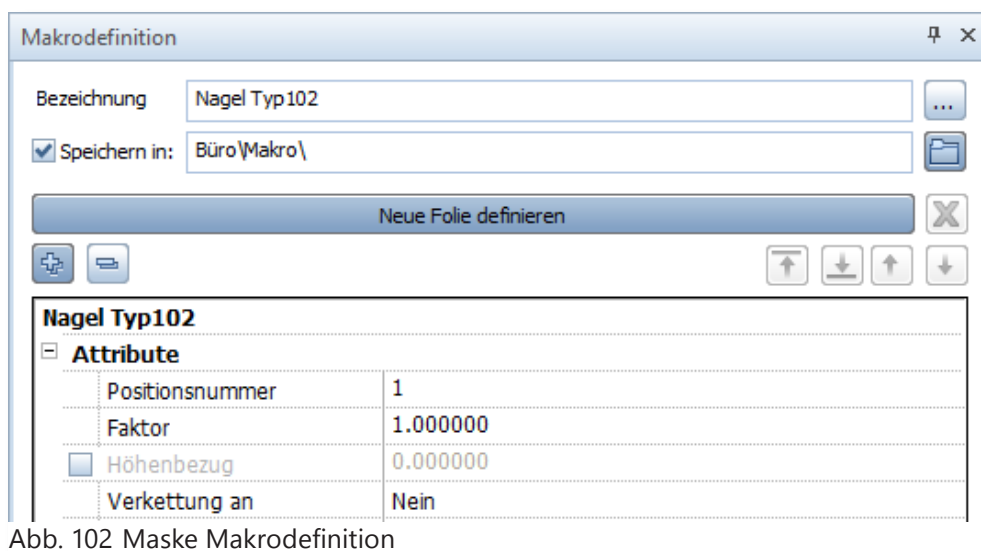 Makrodefinition
Bezeichnung Nagel Typ102 ...
Speichern in: Büro\Makro\
Neue Folie definieren
Nagel Typ102
Attribute
Positionsnummer 1
Faktor 1.000000
Höhenbezug 0.000000
Verkettung an Nein
Abb. 102 Maske Makrodefinition